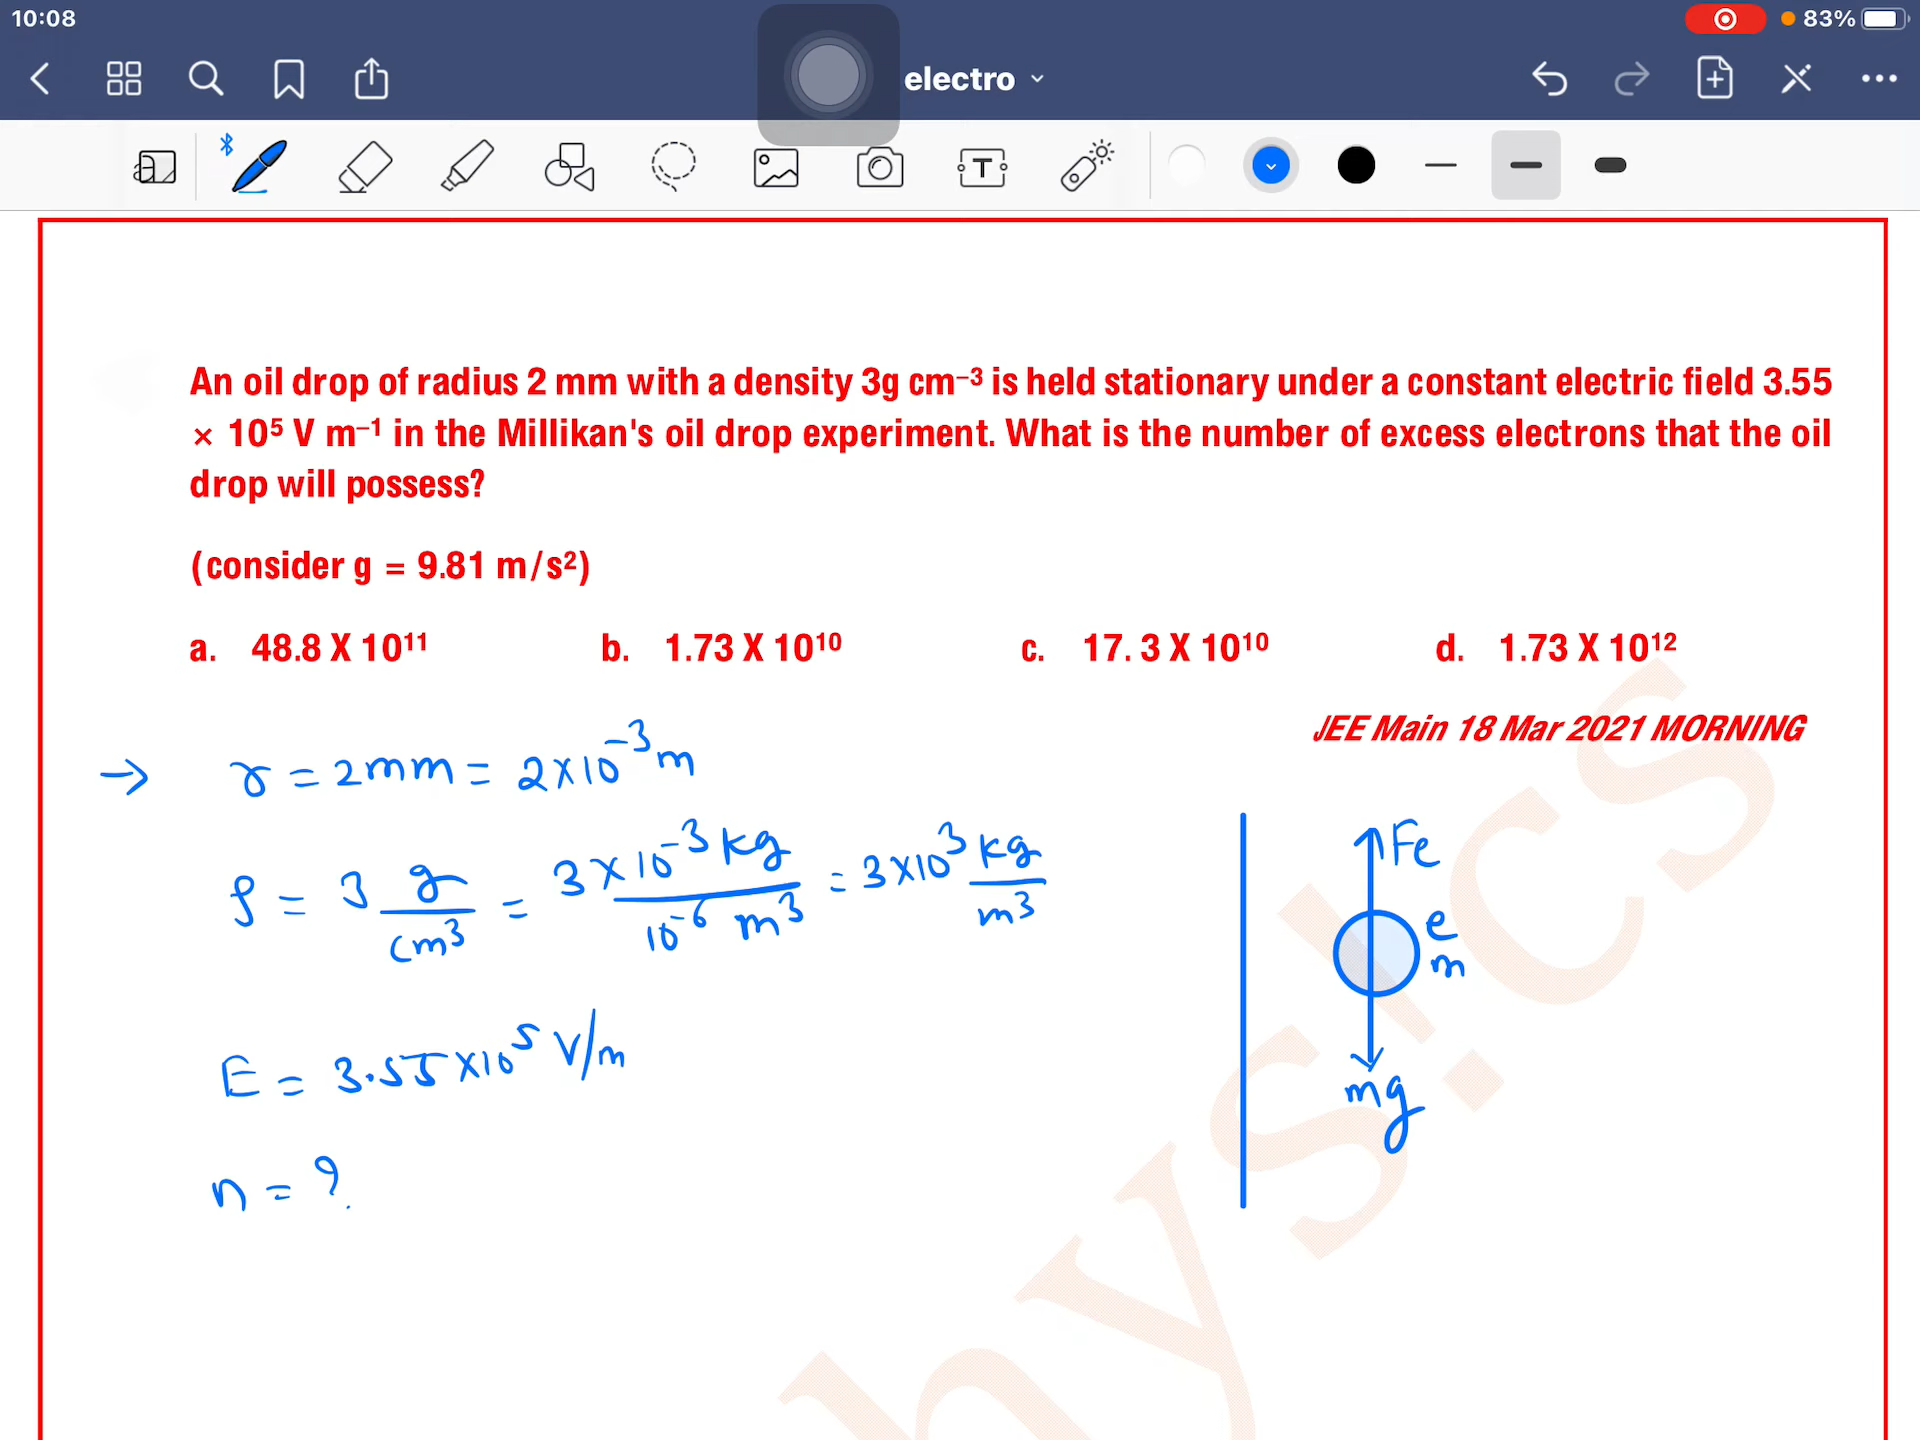 10:08
83%
electro
An oil drop of radius 2 mm with a density 3g cm⁻³ is held stationary under a constant electric field 3.55
× 10⁵ V m⁻¹ in the Millikan's oil drop experiment. What is the number of excess electrons that the oil
drop will possess?
(consider g = 9.81 m/s²)
a. 48.8 X 10¹¹ b. 1.73 X 10¹⁰ c. 17. 3 X 10¹⁰ d. 1.73 X 10¹²
JEE Main 18 Mar 2021 MORNING
→ r = 2mm = 2×10⁻³ m
ρ = 3 g/cm³ = 3×10⁻³ kg/10⁻⁶ m³ = 3×10³ kg/m³
E = 3.55×10⁵ V/m
n = ?
Fe
e
m
mg
hys!cs